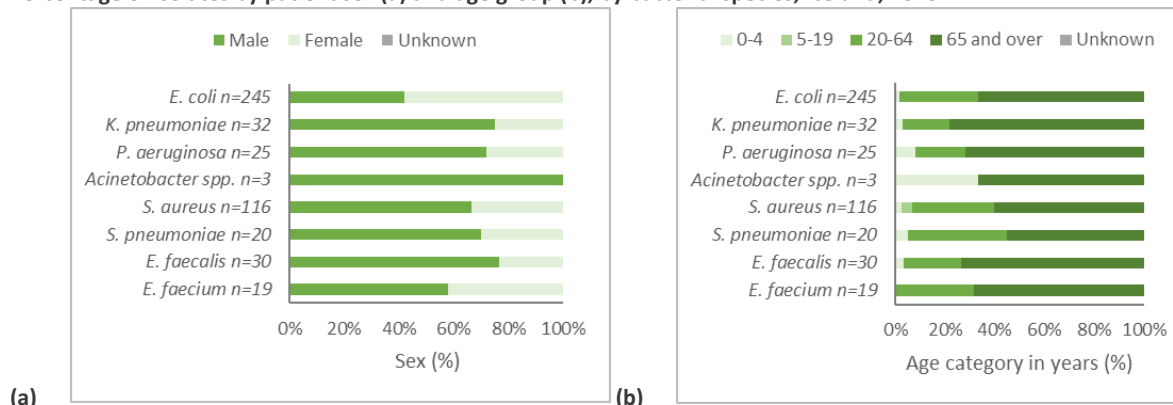 Male Female Unknown
E. coli n=245
K. pneumoniae n=32
P. aeruginosa n=25
Acinetobacter spp. n=3
S. aureus n=116
S. pneumoniae n=20
E. faecalis n=30
E. faecium n=19
0% 20% 40% 60% 80% 100%
Sex (%)
(a)
0-4 5-19 20-64 65 and over Unknown
E. coli n=245
K. pneumoniae n=32
P. aeruginosa n=25
Acinetobacter spp. n=3
S. aureus n=116
S. pneumoniae n=20
E. faecalis n=30
E. faecium n=19
0% 20% 40% 60% 80% 100%
Age category in years (%)
(b)